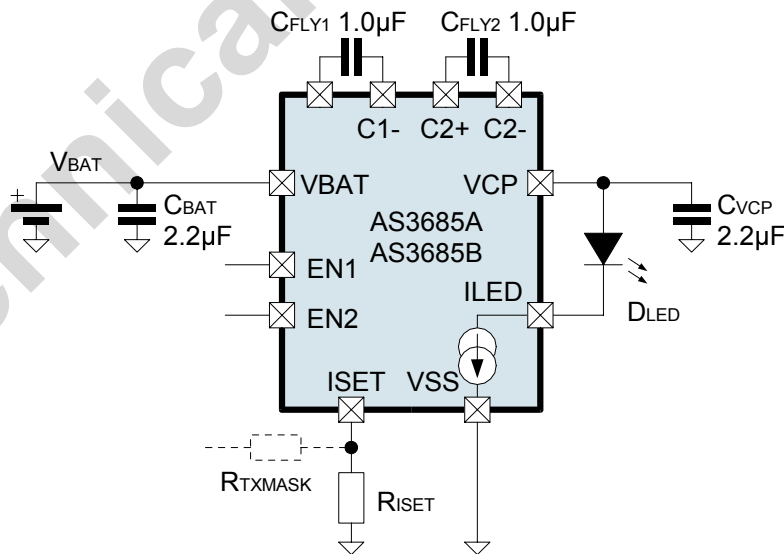 CFLY1 1.0µF
CFLY2 1.0µF
C1- C2+ C2-
VBAT
VBAT
VCP
CBAT
2.2µF
AS3685A
AS3685B
CVCP
2.2µF
EN1
ILED
EN2
DLED
ISET
VSS
RTXMASK
RISET
+